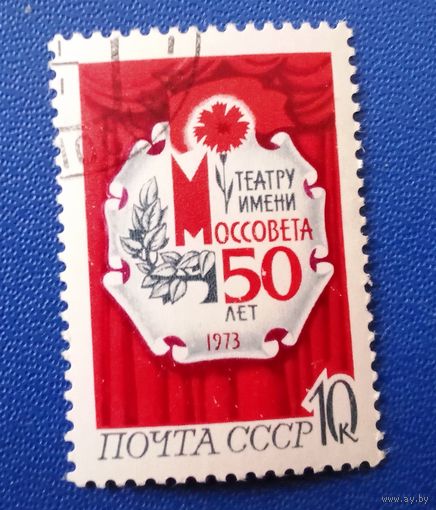 ТЕАТРУ
ИМЕНИ
МОССОВЕТА
50
ЛЕТ
1973
ПОЧТА СССР 10К
www.ay.by